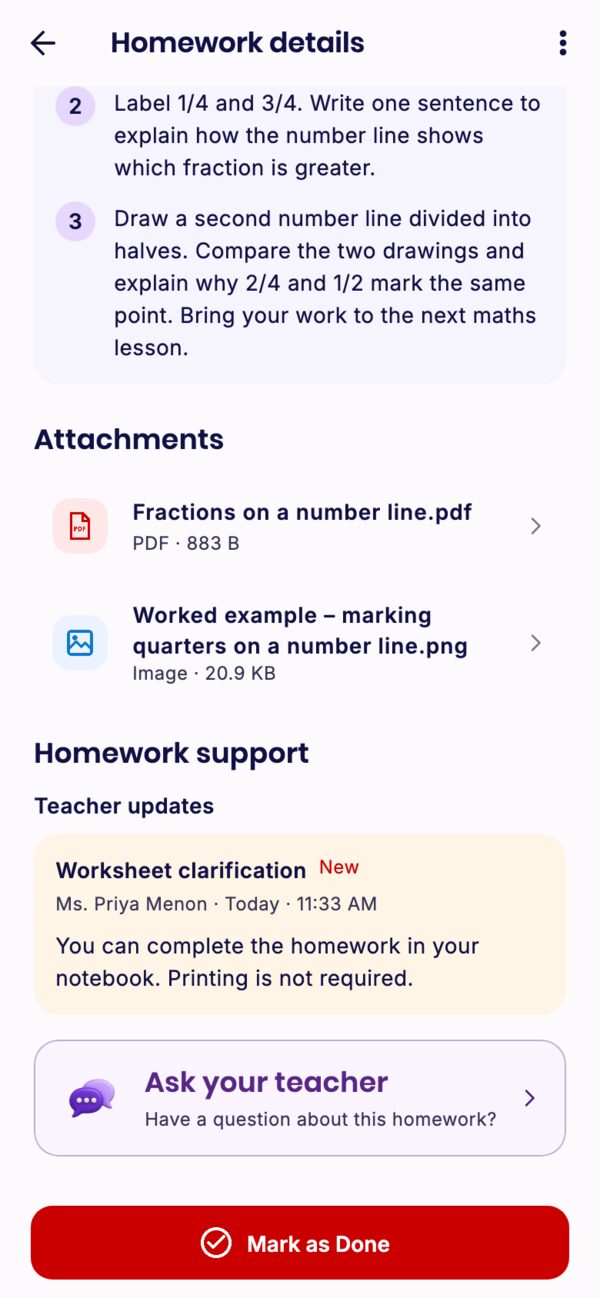 Homework details
2
Label 1/4 and 3/4. Write one sentence to
explain how the number line shows
which fraction is greater.
3
Draw a second number line divided into
halves. Compare the two drawings and
explain why 2/4 and 1/2 mark the same
point. Bring your work to the next maths
lesson.
Attachments
PDF
Fractions on a number line.pdf
PDF · 883 B
Worked example – marking
quarters on a number line.png
Image · 20.9 KB
Homework support
Teacher updates
Worksheet clarification New
Ms. Priya Menon · Today · 11:33 AM
You can complete the homework in your
notebook. Printing is not required.
Ask your teacher
Have a question about this homework?
Mark as Done